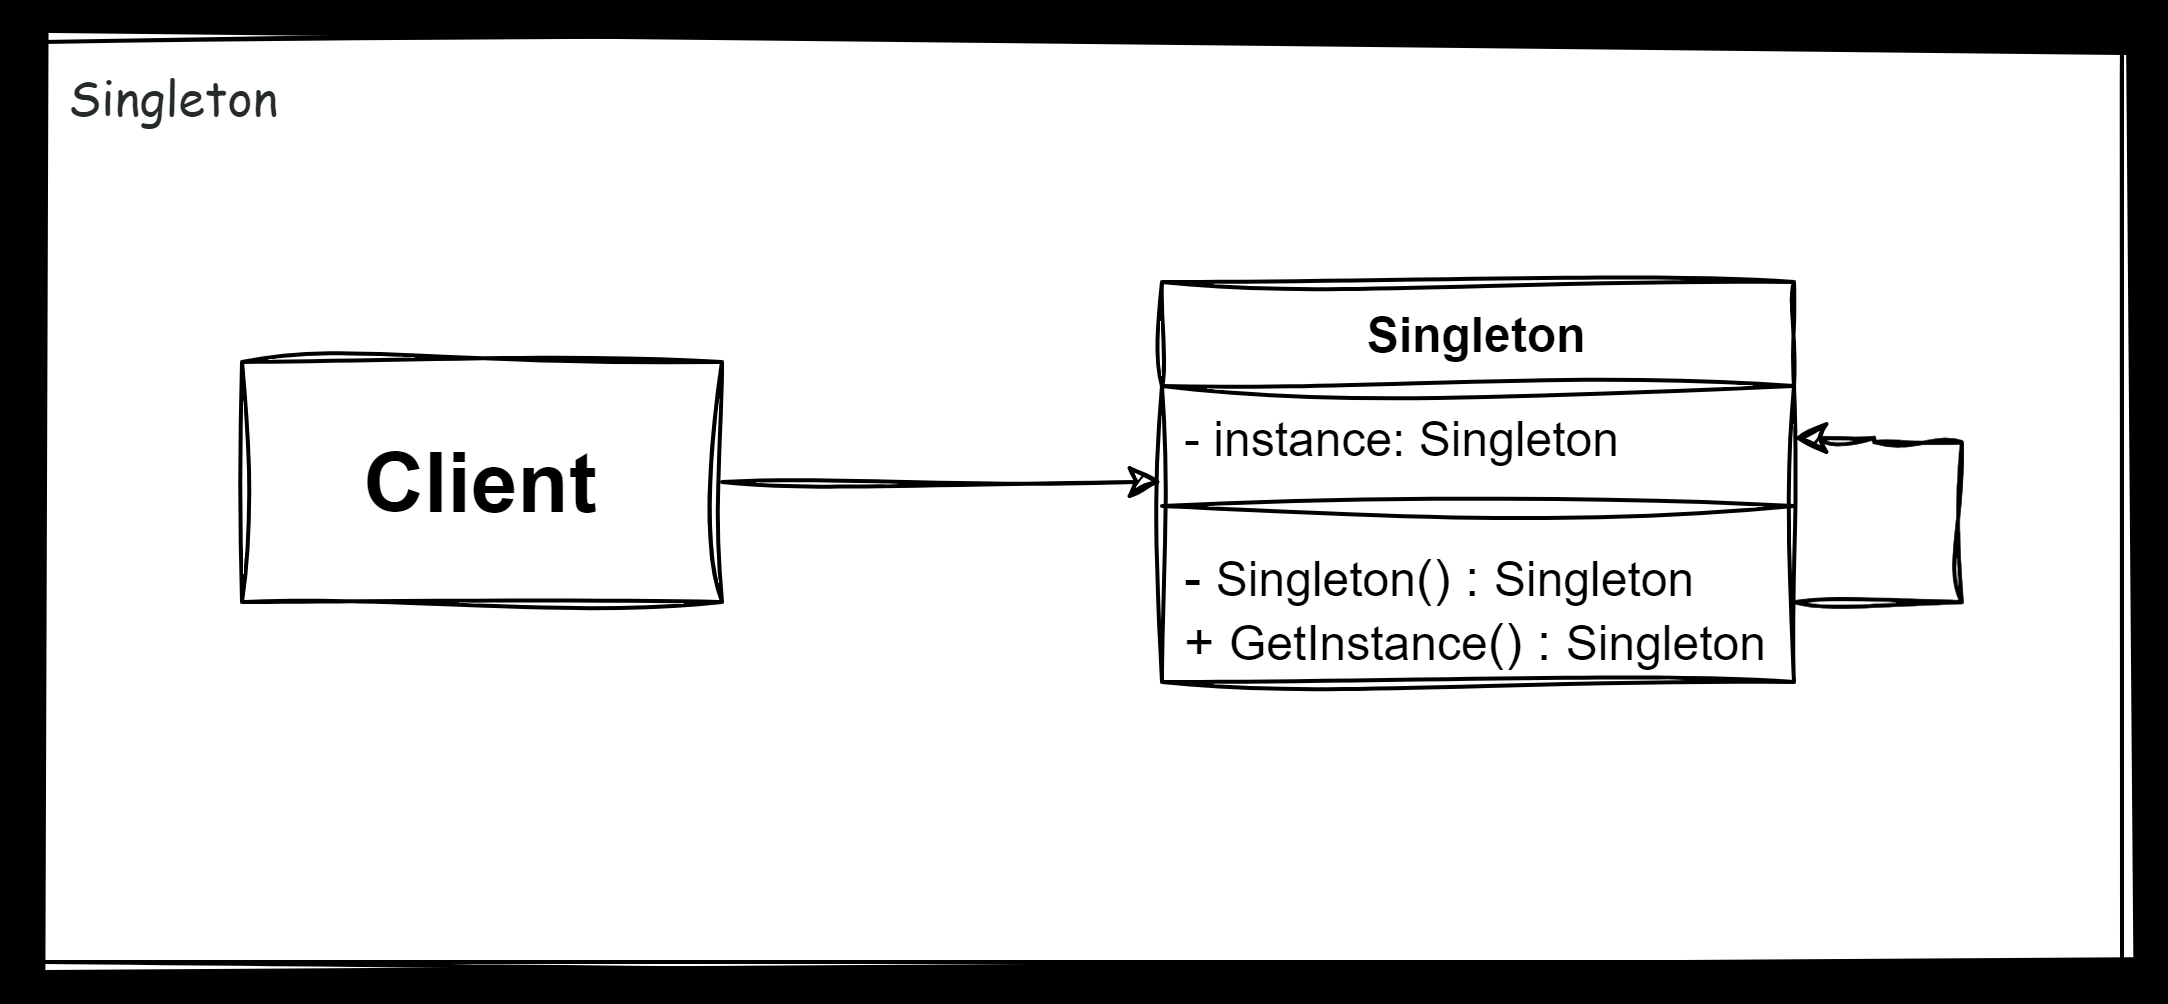 Singleton
Client
Singleton
- instance: Singleton
- Singleton() : Singleton
+ GetInstance() : Singleton